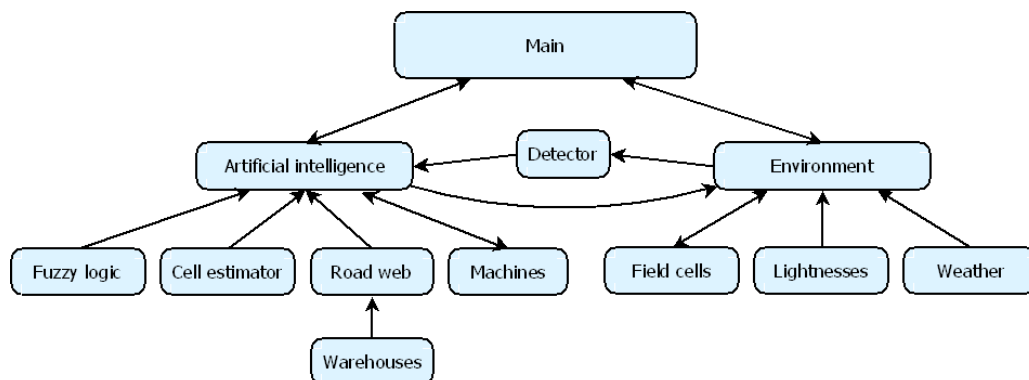 Main
Artificial intelligence
Detector
Environment
Fuzzy logic
Cell estimator
Road web
Machines
Field cells
Lightnesses
Weather
Warehouses